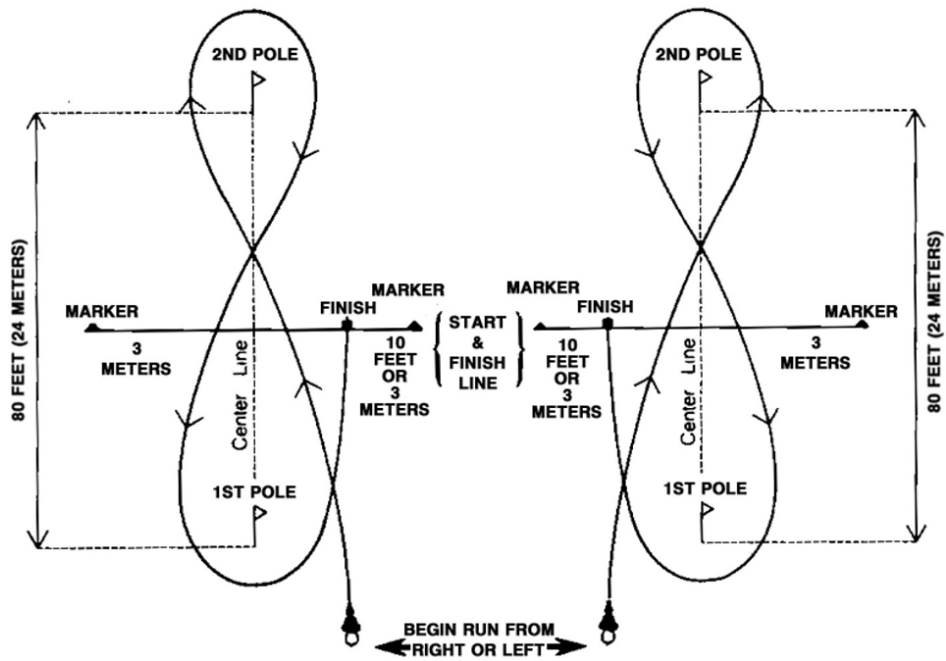 2ND POLE
80 FEET (24 METERS)
MARKER
3
METERS
Center Line
1ST POLE
FINISH
MARKER
10
FEET
OR
3
METERS
START
&
FINISH
LINE
2ND POLE
MARKER
FINISH
10
FEET
OR
3
METERS
Center Line
1ST POLE
MARKER
3
METERS
80 FEET (24 METERS)
BEGIN RUN FROM
RIGHT OR LEFT